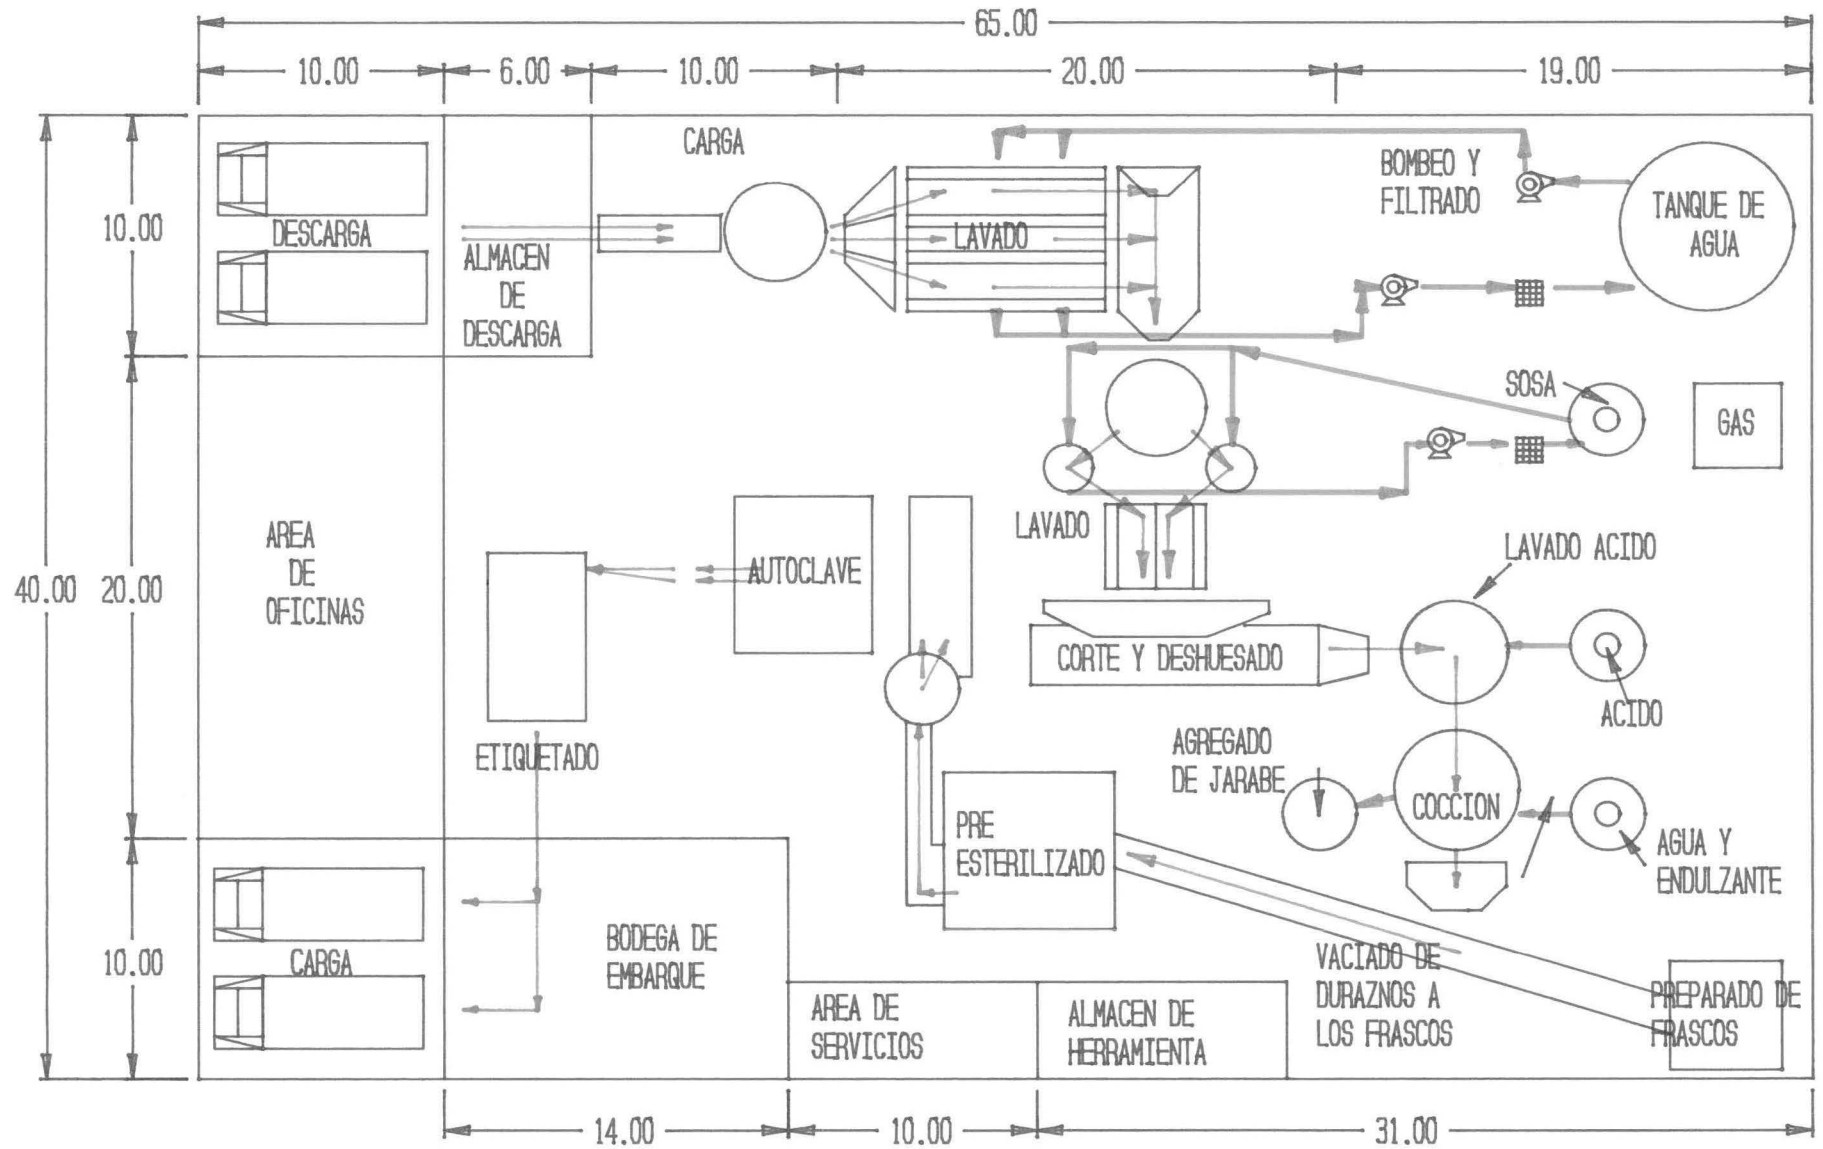 65.00
10.00
6.00
10.00
20.00
19.00
CARGA
BOMBEO Y
FILTRADO
TANQUE DE
AGUA
10.00
DESCARGA
LAVADO
ALMACEN
DE
DESCARGA
SOSA
GAS
AREA
DE
OFICINAS
LAVADO
LAVADO ACIDO
40.00
20.00
AUTOCLAVE
CORTE Y DESHUESADO
ACIDO
ETIQUETADO
AGREGADO
DE JARABE
COCCION
PRE
ESTERILIZADO
AGUA Y
ENDULZANTE
10.00
CARGA
BODEGA DE
EMBARQUE
VACIADO DE
DURAZNOS A
LOS FRASCOS
PREPARADO DE
FRASCOS
AREA DE
SERVICIOS
ALMACEN DE
HERRAMIENTA
14.00
10.00
31.00